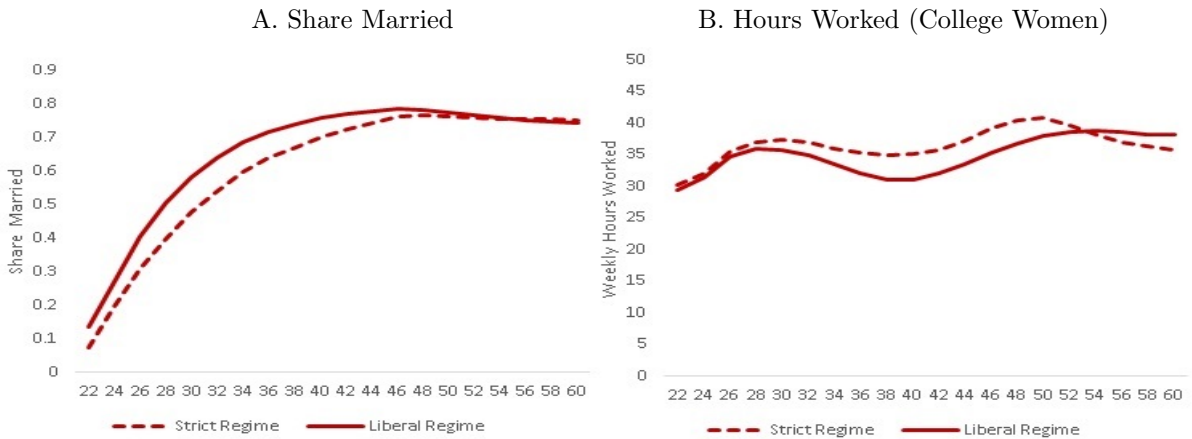 A. Share Married
B. Hours Worked (College Women)
Share Married
0.9
0.8
0.7
0.6
0.5
0.4
0.3
0.2
0.1
0
22 24 26 28 30 32 34 36 38 40 42 44 46 48 50 52 54 56 58 60
Strict Regime Liberal Regime
Weekly Hours Worked
50
45
40
35
30
25
20
15
10
5
0
22 24 26 28 30 32 34 36 38 40 42 44 46 48 50 52 54 56 58 60
Strict Regime Liberal Regime